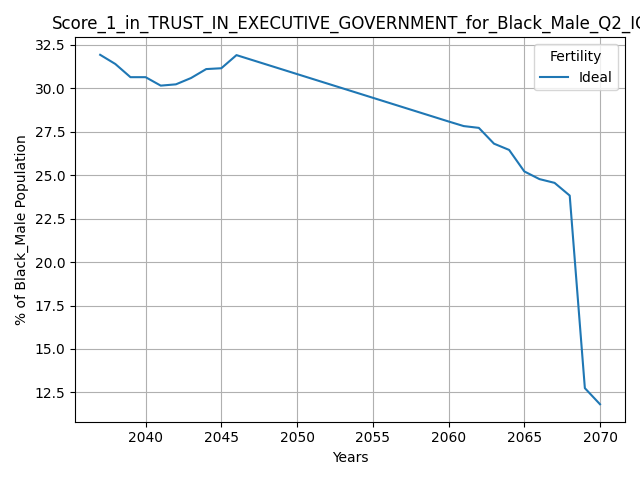 Score_1_in_TRUST_IN_EXECUTIVE_GOVERNMENT_for_Black_Male_Q2_IQ
32.5
30.0
27.5
25.0
22.5
20.0
17.5
15.0
12.5
% of Black_Male Population
Fertility
Ideal
2040 2045 2050 2055 2060 2065 2070
Years